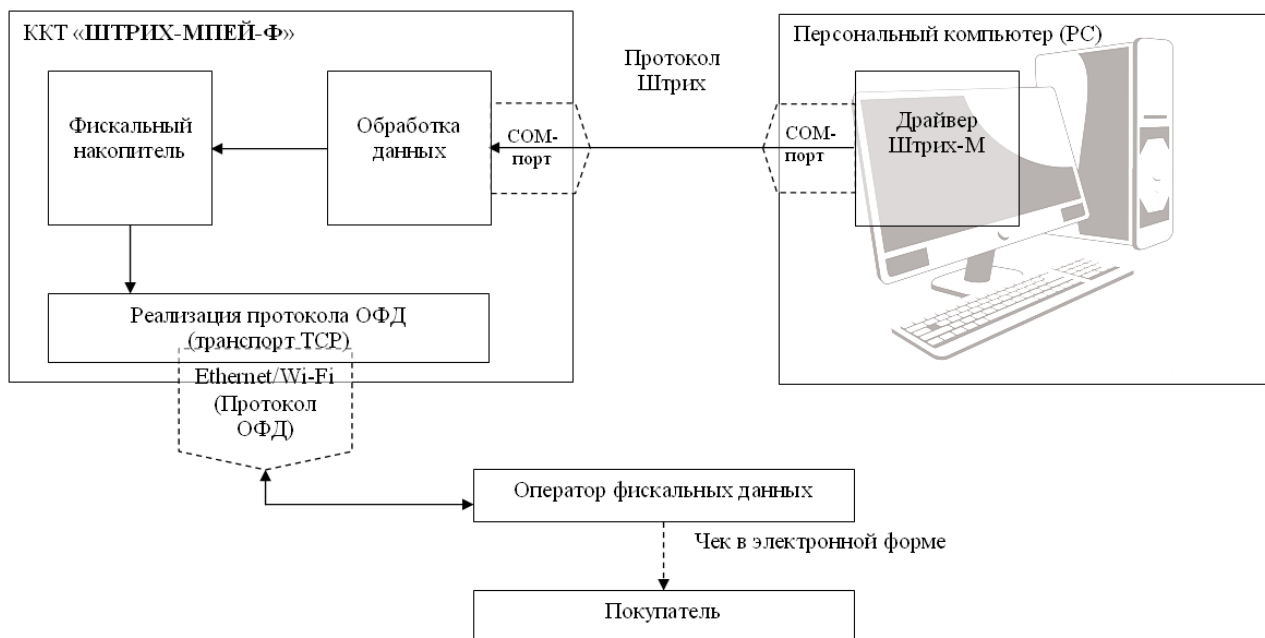 ККТ «ШТРИХ-МПЕЙ-Ф»
Персональный компьютер (PC)
Протокол
Штрих
Фискальный
накопитель
Обработка
данных
COM-
порт
COM-
порт
Драйвер
Штрих-М
Реализация протокола ОФД
(транспорт TCP)
Ethernet/Wi-Fi
(Протокол
ОФД)
Оператор фискальных данных
Чек в электронной форме
Покупатель